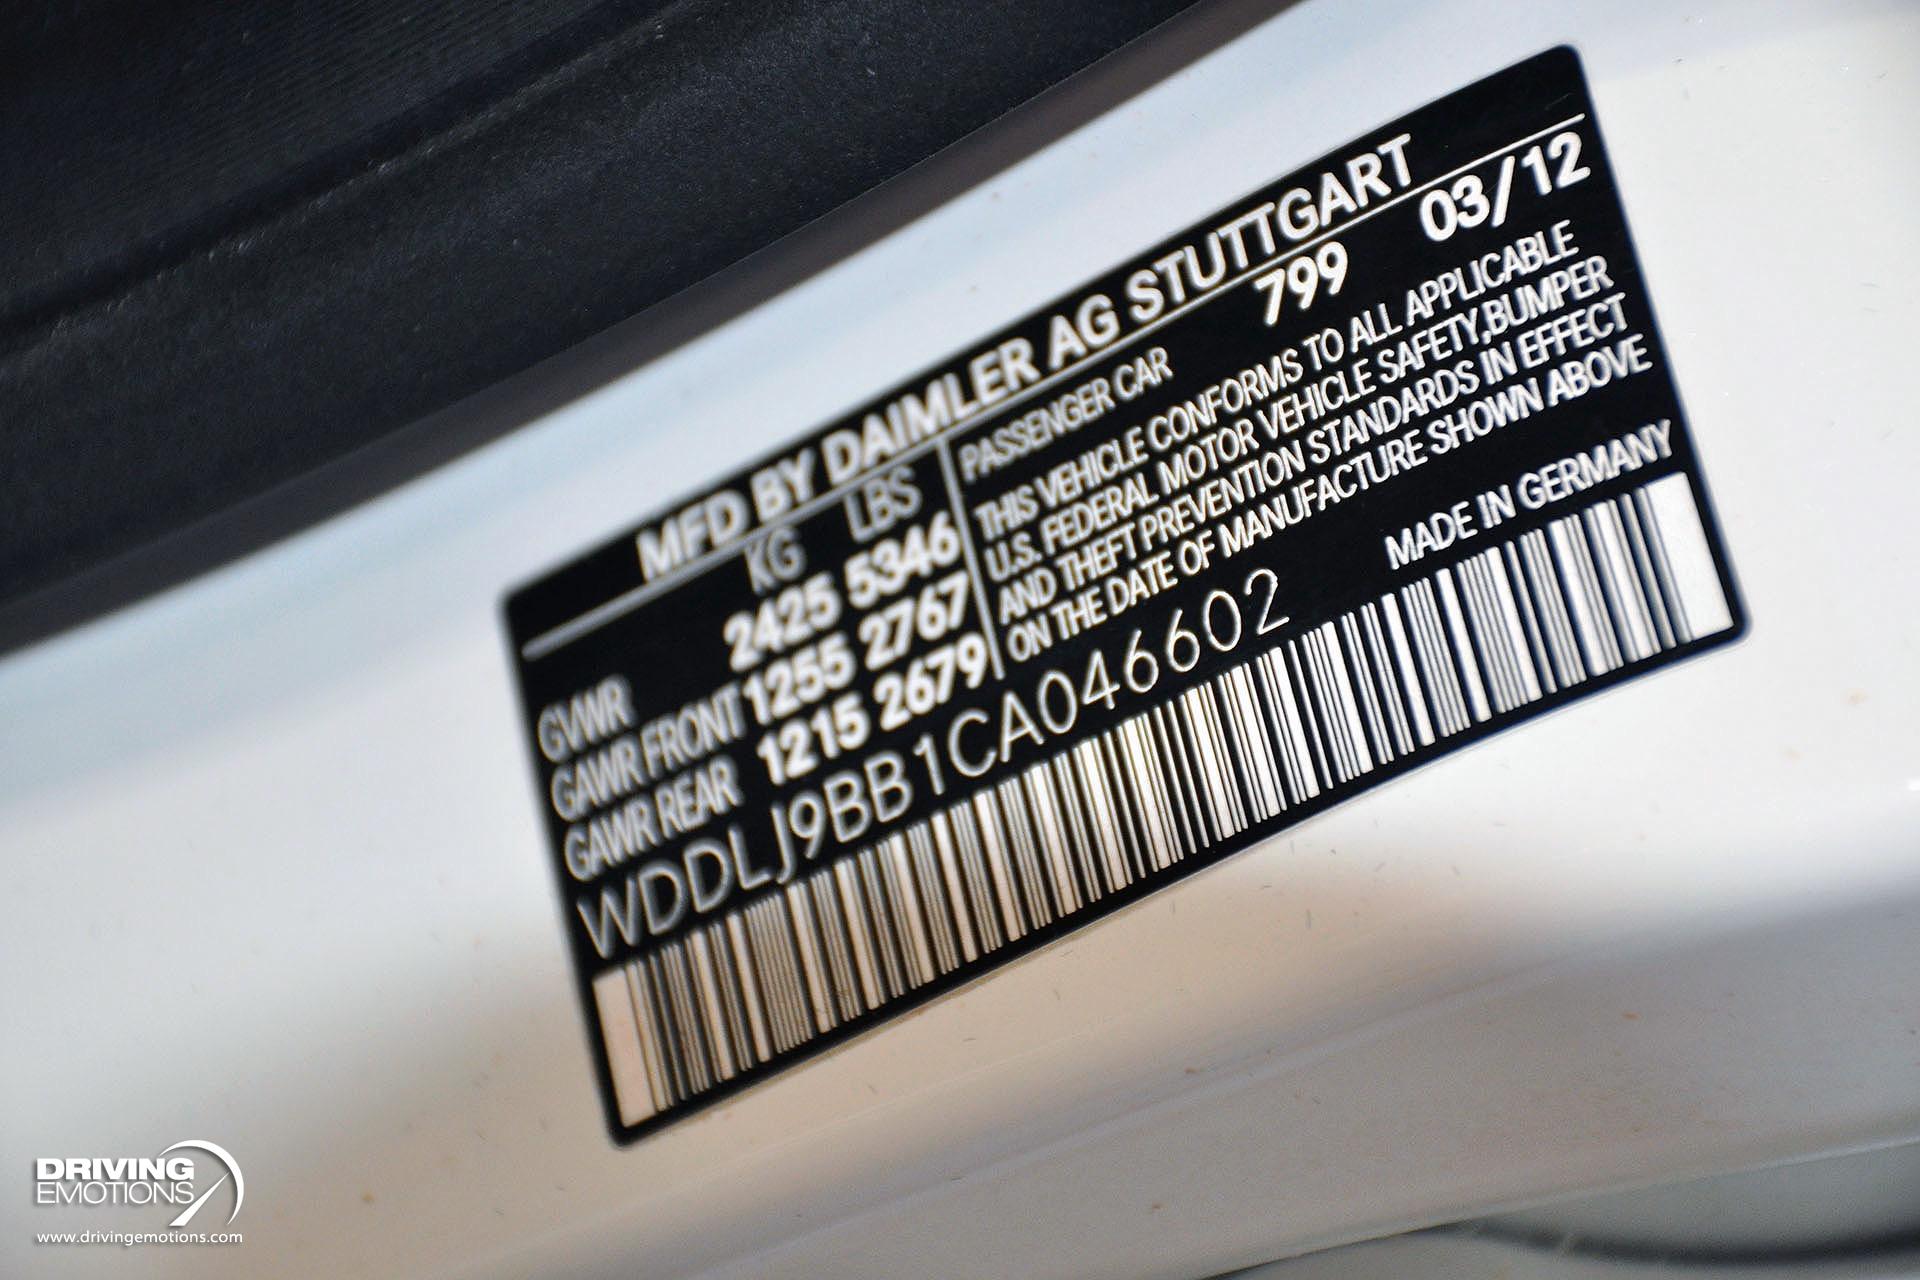 MFD BY DAIMLER AG STUTTGART
KG LBS
GVWR 2425 5346
GAWR FRONT 1255 2767
GAWR REAR 1215 2679
799 03/12
PASSENGER CAR
THIS VEHICLE CONFORMS TO ALL APPLICABLE
U.S. FEDERAL MOTOR VEHICLE SAFETY,BUMPER
AND THEFT PREVENTION STANDARDS IN EFFECT
ON THE DATE OF MANUFACTURE SHOWN ABOVE
WDDLJ9BB1CA046602
MADE IN GERMANY
DRIVING
EMOTIONS
www.drivingemotions.com